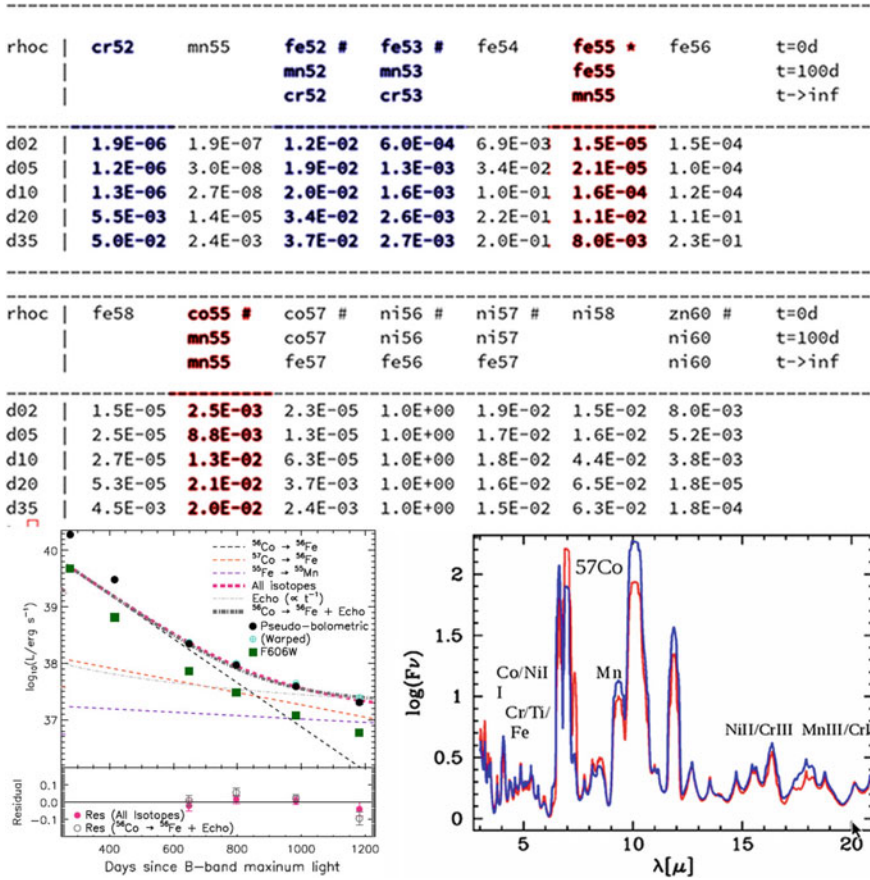 rhoc | cr52 mn55 fe52 # fe53 # fe54 fe55 * fe56 t=0d
| mn52 mn53 fe55 t=100d
| cr52 cr53 mn55 t->inf
d02 | 1.9E-06 1.9E-07 1.2E-02 6.0E-04 6.9E-03 1.5E-05 1.5E-04
d05 | 1.2E-06 3.0E-08 1.9E-02 1.3E-03 3.4E-02 2.1E-05 1.0E-04
d10 | 1.3E-06 2.7E-08 2.0E-02 1.6E-03 1.0E-01 1.6E-04 1.2E-04
d20 | 5.5E-03 1.4E-05 3.4E-02 2.6E-03 2.2E-01 1.1E-02 1.1E-01
d35 | 5.0E-02 2.4E-03 3.7E-02 2.7E-03 2.0E-01 8.0E-03 2.3E-01
rhoc | fe58 co55 # co57 # ni56 # ni57 # ni58 zn60 # t=0d
| mn55 co57 ni56 ni57 ni60 t=100d
| mn55 fe57 fe56 fe57 ni60 t->inf
d02 | 1.5E-05 2.5E-03 2.3E-05 1.0E+00 1.9E-02 1.5E-02 8.0E-03
d05 | 2.5E-05 8.8E-03 1.3E-05 1.0E+00 1.7E-02 1.6E-02 5.2E-03
d10 | 2.7E-05 1.3E-02 6.3E-05 1.0E+00 1.8E-02 4.4E-02 3.8E-03
d20 | 5.3E-05 2.1E-02 3.7E-03 1.0E+00 1.6E-02 6.5E-02 1.8E-05
d35 | 4.5E-03 2.0E-02 2.4E-03 1.0E+00 1.5E-02 6.3E-02 1.8E-04
log₁₀(L/erg s⁻¹)
40
39
38
37
⁵⁶Co → ⁵⁶Fe
⁵⁷Co → ⁵⁶Fe
⁵⁵Fe → ⁵⁵Mn
All isotopes
Echo (∝ t⁻¹)
⁵⁶Co → ⁵⁶Fe + Echo
Pseudo-bolometric
(Warped)
F606W
Residual
0.1
0.0
-0.1
Res (All Isotopes)
Res (⁵⁶Co → ⁵⁶Fe + Echo)
400 600 800 1000 1200
Days since B-band maximum light
log(Fν)
2
1.5
1
0.5
0
57Co
Co/NiI
I
Cr/Ti/
Fe
Mn
NiII/CrIII MnIII/CrI
5 10 15 20
λ[μ]